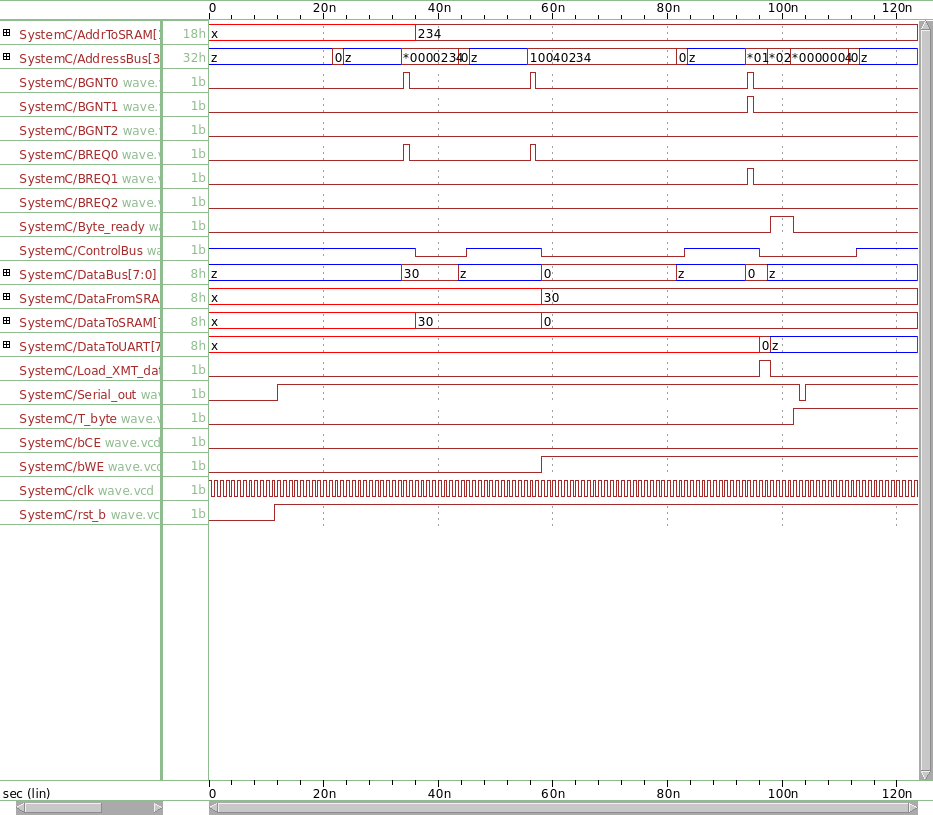 0 20n 40n 60n 80n 100n 120n
SystemC/AddrToSRAM[ 18h x 234
SystemC/AddressBus[3 32h z 0 z *0000234 0 z 10040234 0 z *01 *02 *0000004 0 z
SystemC/BGNT0 wave. 1b
SystemC/BGNT1 wave. 1b
SystemC/BGNT2 wave. 1b
SystemC/BREQ0 wave.v 1b
SystemC/BREQ1 wave.v 1b
SystemC/BREQ2 wave.v 1b
SystemC/Byte_ready wa 1b
SystemC/ControlBus wa 1b
SystemC/DataBus[7:0] 8h z 30 z 0 z 0 z
SystemC/DataFromSRA 8h x 30
SystemC/DataToSRAM[7 8h x 30 0
SystemC/DataToUART[7 8h x 0 z
SystemC/Load_XMT_dat 1b
SystemC/Serial_out wav 1b
SystemC/T_byte wave.v 1b
SystemC/bCE wave.vcd 1b
SystemC/bWE wave.vcd 1b
SystemC/clk wave.vcd 1b
SystemC/rst_b wave.vc 1b
sec (lin) 0 20n 40n 60n 80n 100n 120n